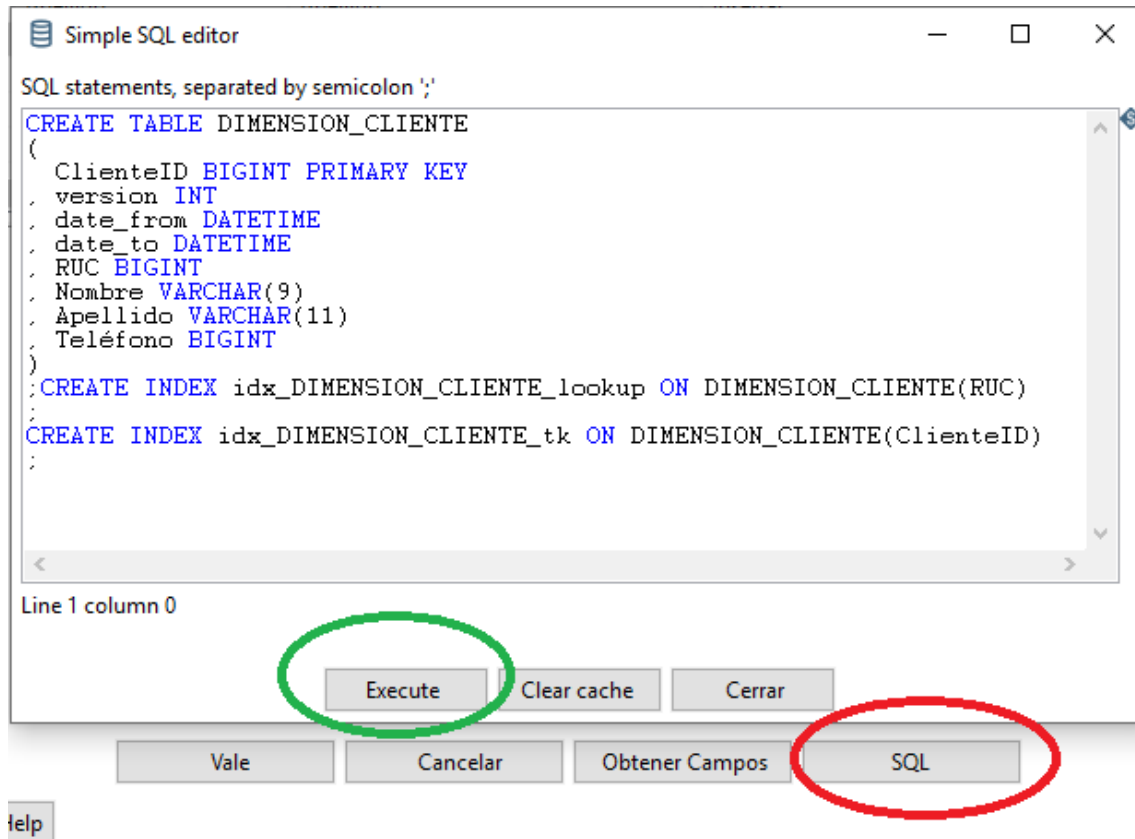 Simple SQL editor
SQL statements, separated by semicolon ';'
CREATE TABLE DIMENSION_CLIENTE
(
  ClienteID BIGINT PRIMARY KEY
, version INT
, date_from DATETIME
, date_to DATETIME
, RUC BIGINT
, Nombre VARCHAR(9)
, Apellido VARCHAR(11)
, Teléfono BIGINT
)
;CREATE INDEX idx_DIMENSION_CLIENTE_lookup ON DIMENSION_CLIENTE(RUC)
;
CREATE INDEX idx_DIMENSION_CLIENTE_tk ON DIMENSION_CLIENTE(ClienteID)
;
Line 1 column 0
Execute Clear cache Cerrar
Vale Cancelar Obtener Campos SQL
Help